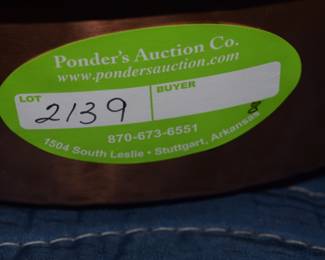 Ponder's Auction Co.
www.pondersauction.com
LOT
BUYER
2139
8
870-673-6551
1504 South Leslie • Stuttgart, Arkansas